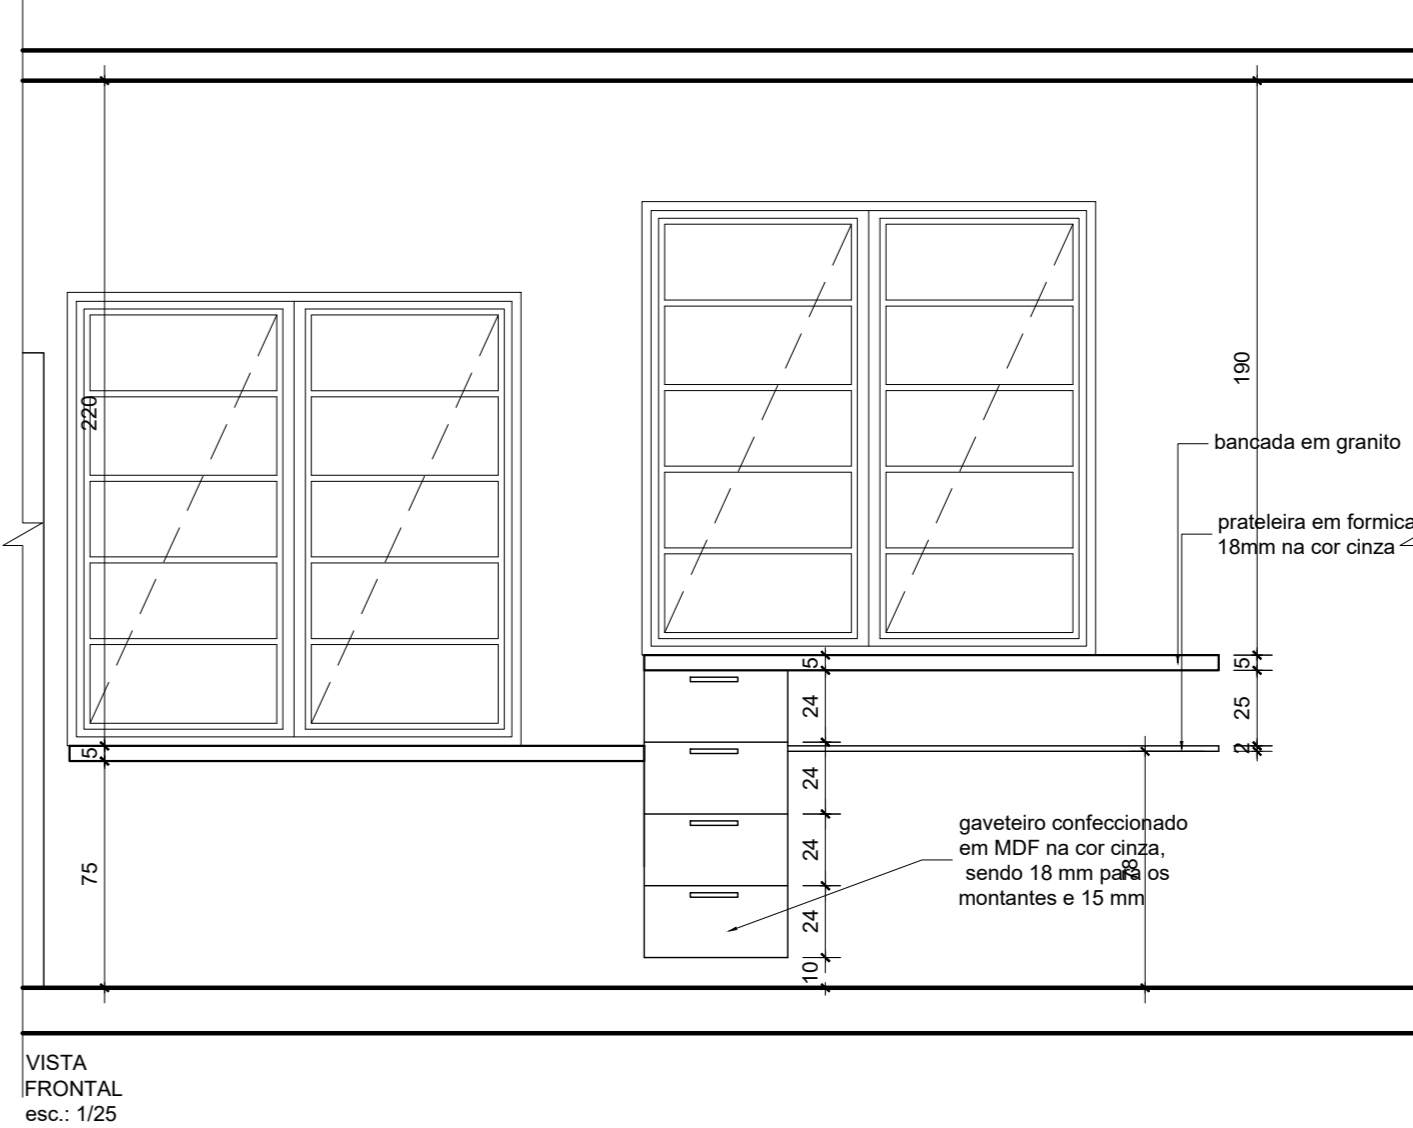 220
190
bancada em granito
prateleira em formica
18mm na cor cinza
5
5
24
25
5
2
24
gaveteiro confeccionado
em MDF na cor cinza,
sendo 18 mm para os
montantes e 15 mm
78
75
24
24
10
VISTA
FRONTAL
esc.: 1/25